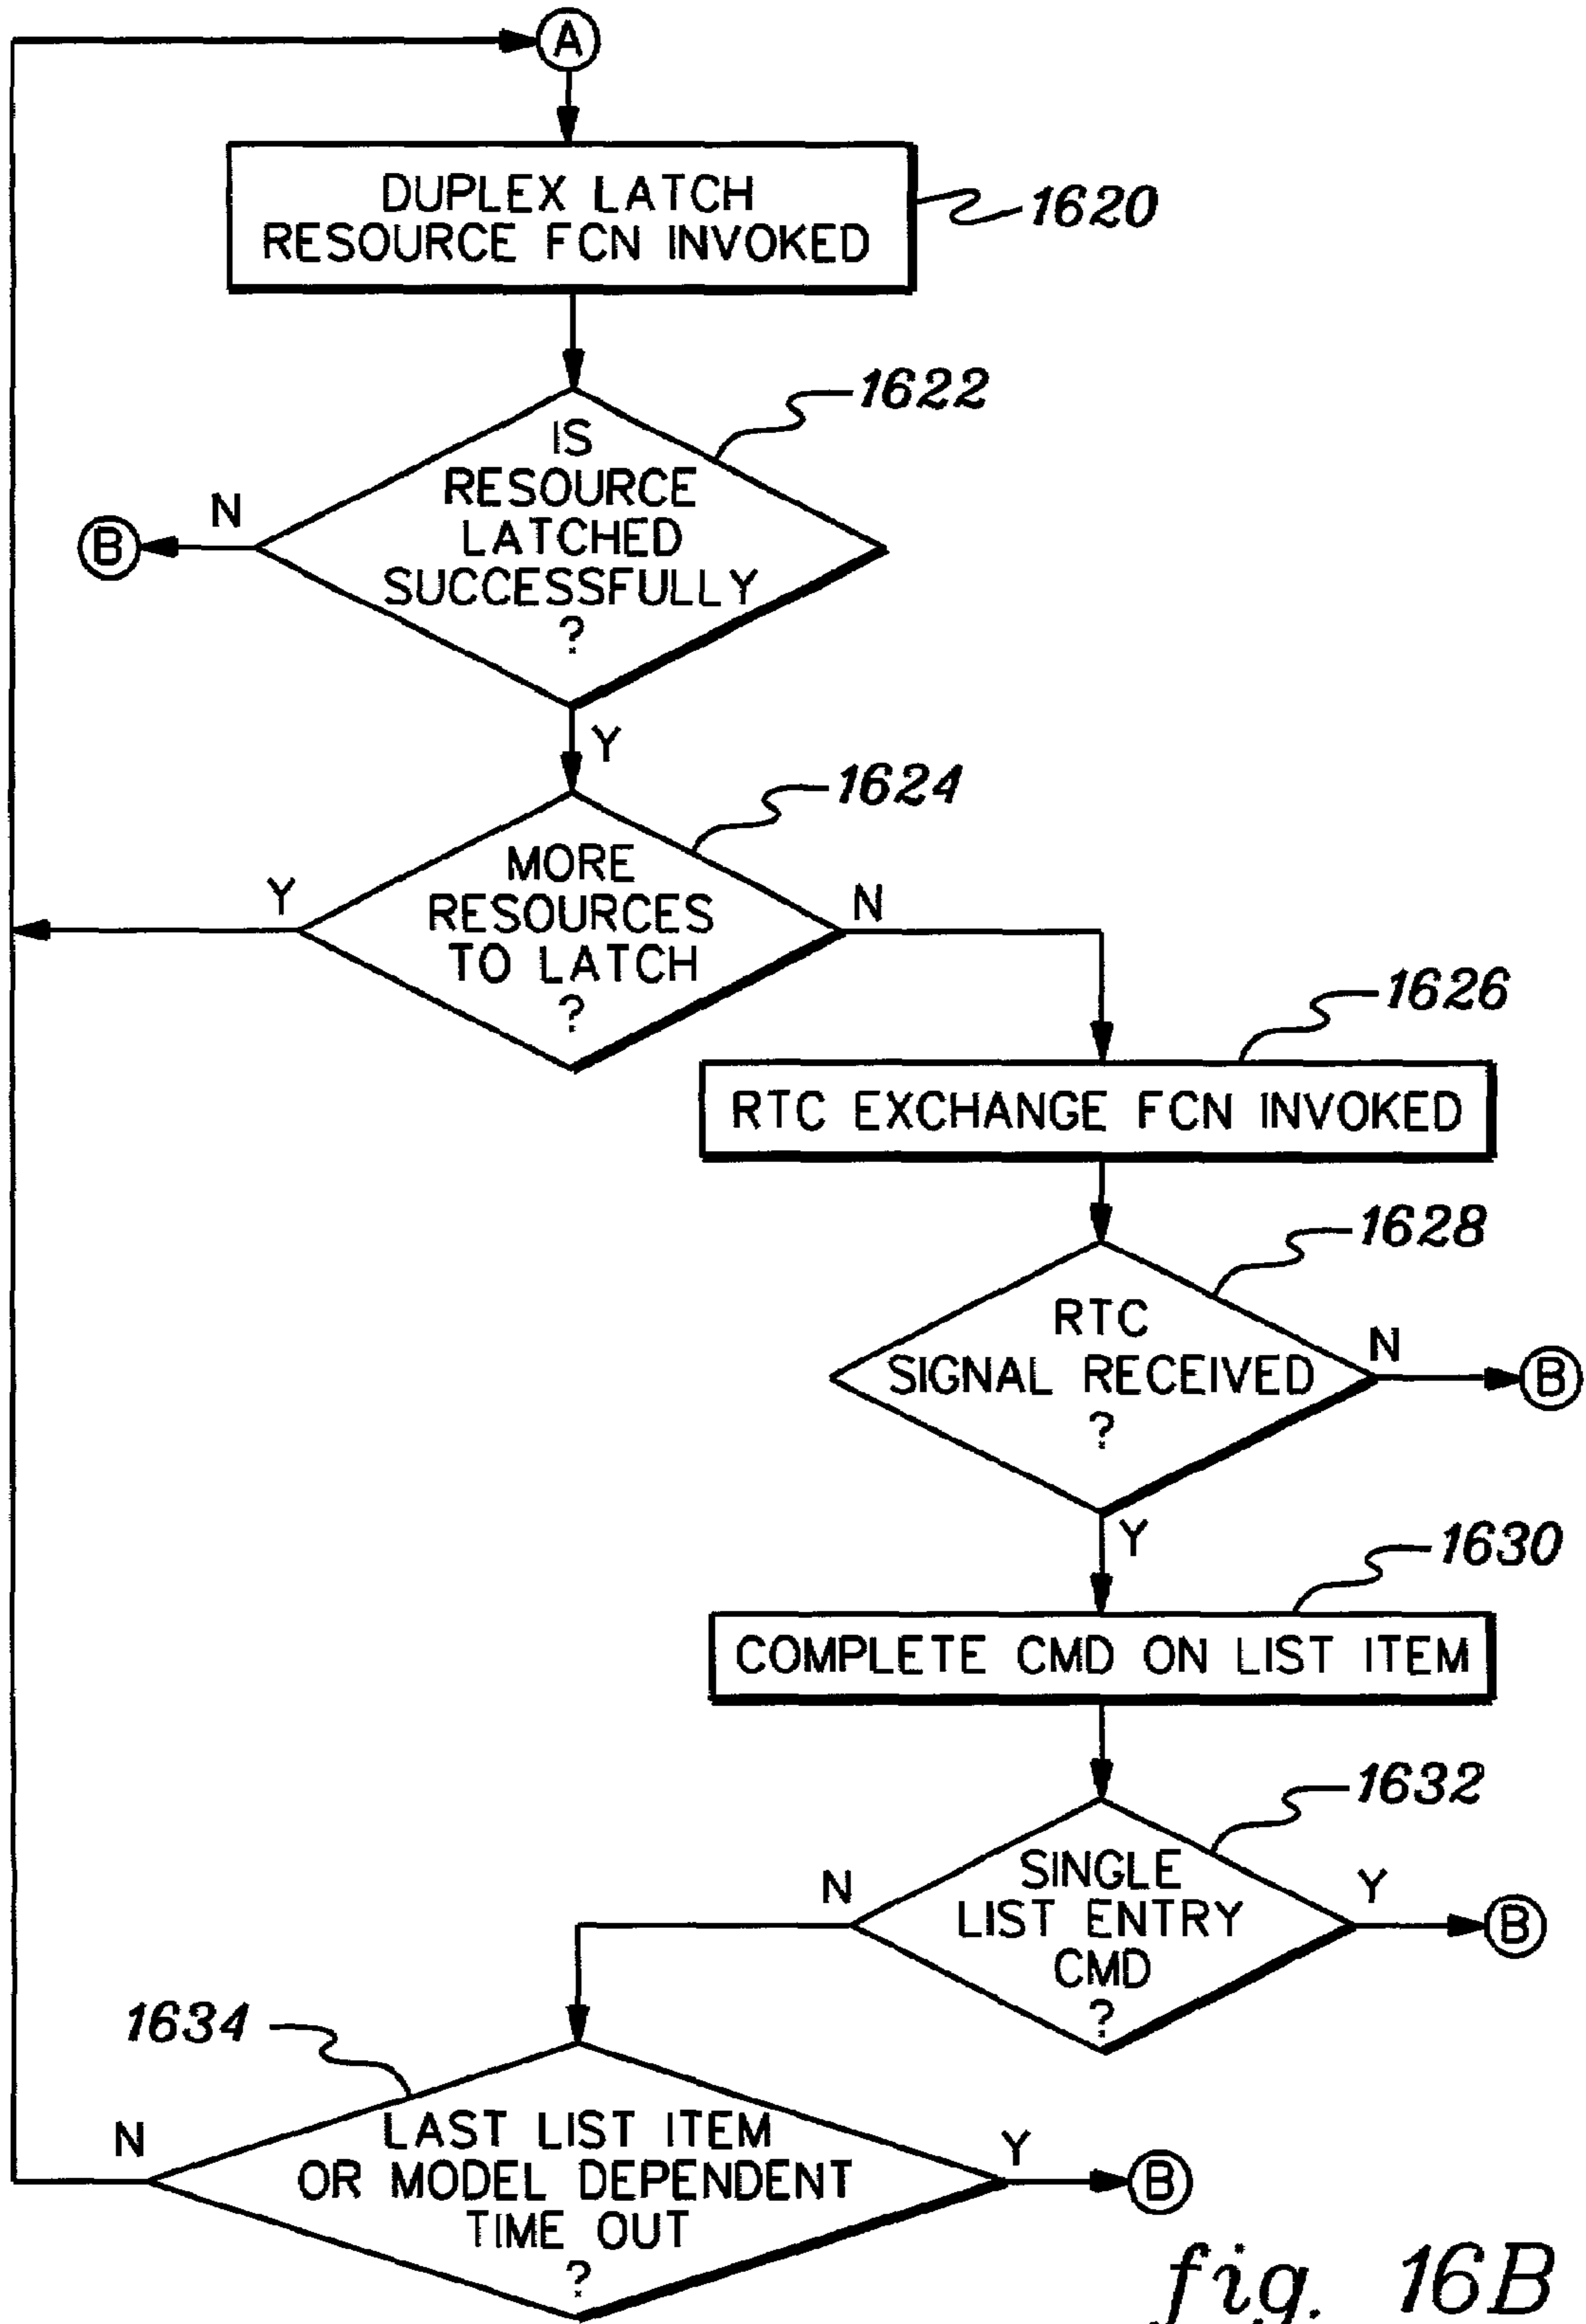 A
DUPLEX LATCH
RESOURCE FCN INVOKED
1620
1622
IS
RESOURCE
LATCHED
SUCCESSFULLY
?
N
B
Y
1624
MORE
RESOURCES
TO LATCH
?
Y
N
1626
RTC EXCHANGE FCN INVOKED
1628
RTC
SIGNAL RECEIVED
?
N
B
Y
1630
COMPLETE CMD ON LIST ITEM
1632
SINGLE
LIST ENTRY
CMD
?
N
Y
B
1634
LAST LIST ITEM
OR MODEL DEPENDENT
TIME OUT
?
N
Y
B
fig. 16B